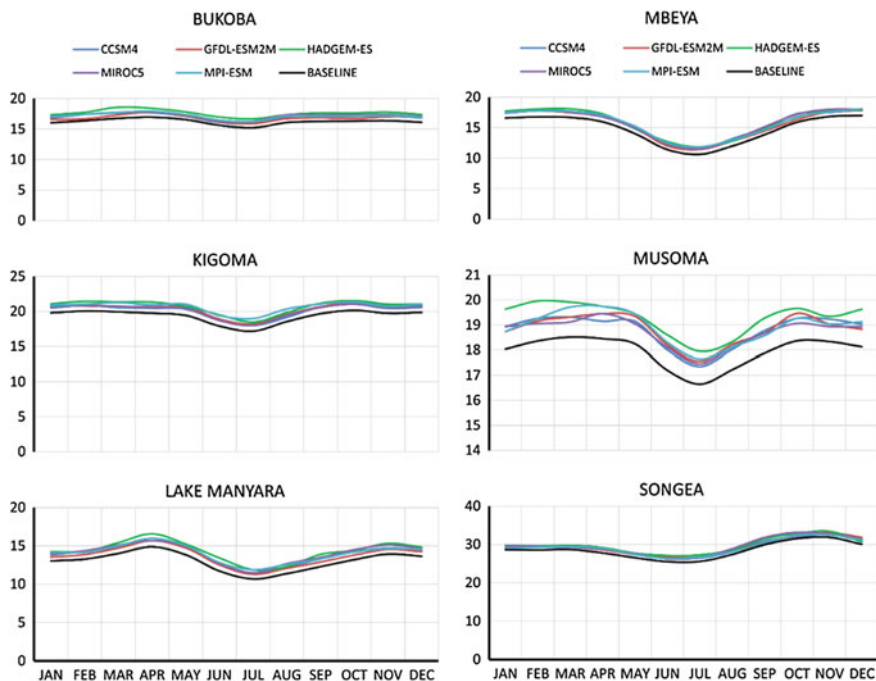 BUKOBA
CCSM4 GFDL-ESM2M HADGEM-ES
MIROC5 MPI-ESM BASELINE
20
15
10
5
0
MBEYA
CCSM4 GFDL-ESM2M HADGEM-ES
MIROC5 MPI-ESM BASELINE
20
15
10
5
0
KIGOMA
25
20
15
10
5
0
MUSOMA
21
20
19
18
17
16
15
14
LAKE MANYARA
20
15
10
5
0
JAN FEB MAR APR MAY JUN JUL AUG SEP OCT NOV DEC
SONGEA
40
30
20
10
0
JAN FEB MAR APR MAY JUN JUL AUG SEP OCT NOV DEC